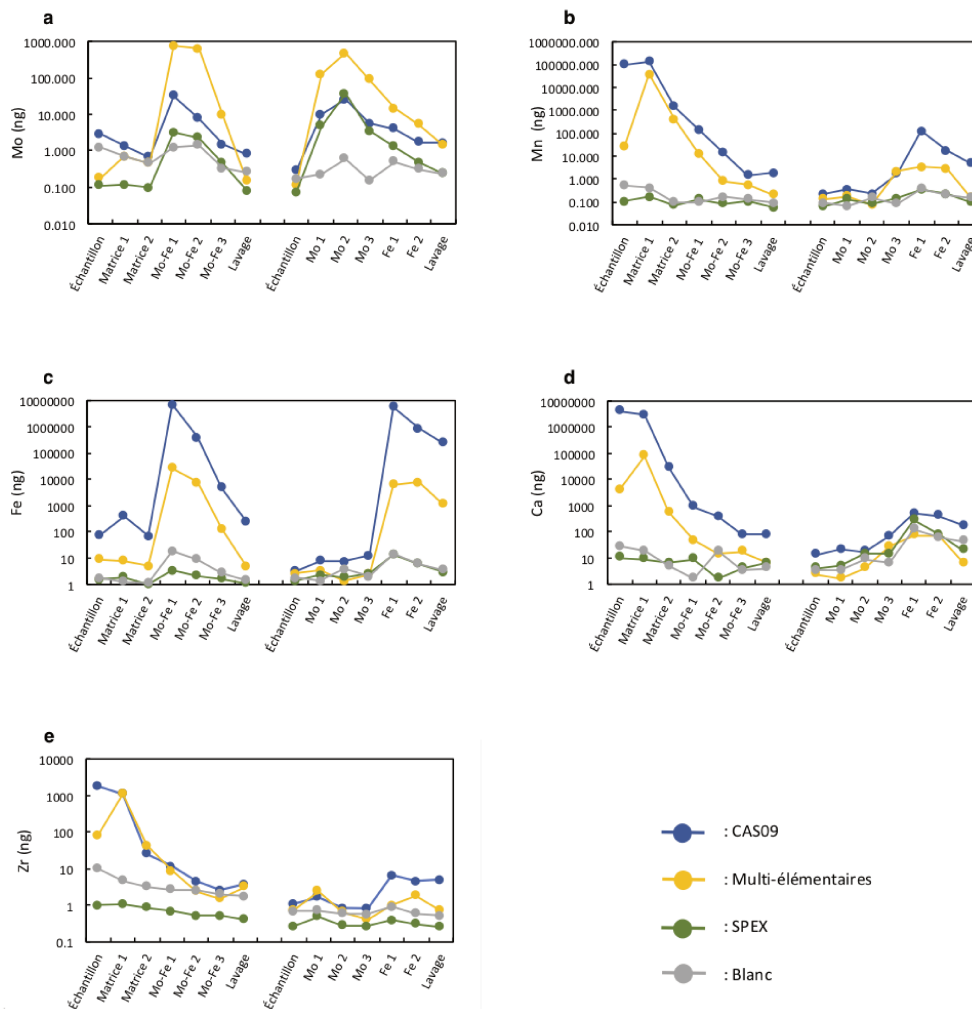 a
Mo (ng)
1000.000
100.000
10.000
1.000
0.100
0.010
Échantillon
Matrice 1
Matrice 2
Mo-Fe 1
Mo-Fe 2
Mo-Fe 3
Lavage
Échantillon
Mo 1
Mo 2
Mo 3
Fe 1
Fe 2
Lavage
b
Mn (ng)
1000000.000
100000.000
10000.000
1000.000
100.000
10.000
1.000
0.100
0.010
Échantillon
Matrice 1
Matrice 2
Mo-Fe 1
Mo-Fe 2
Mo-Fe 3
Lavage
Échantillon
Mo 1
Mo 2
Mo 3
Fe 1
Fe 2
Lavage
c
Fe (ng)
10000000
1000000
100000
10000
1000
100
10
1
Échantillon
Matrice 1
Matrice 2
Mo-Fe 1
Mo-Fe 2
Mo-Fe 3
Lavage
Échantillon
Mo 1
Mo 2
Mo 3
Fe 1
Fe 2
Lavage
d
Ca (ng)
10000000
1000000
100000
10000
1000
100
10
1
Échantillon
Matrice 1
Matrice 2
Mo-Fe 1
Mo-Fe 2
Mo-Fe 3
Lavage
Échantillon
Mo 1
Mo 2
Mo 3
Fe 1
Fe 2
Lavage
e
Zr (ng)
10000
1000
100
10
1
0.1
Échantillon
Matrice 1
Matrice 2
Mo-Fe 1
Mo-Fe 2
Mo-Fe 3
Lavage
Échantillon
Mo 1
Mo 2
Mo 3
Fe 1
Fe 2
Lavage
: CAS09
: Multi-élémentaires
: SPEX
: Blanc